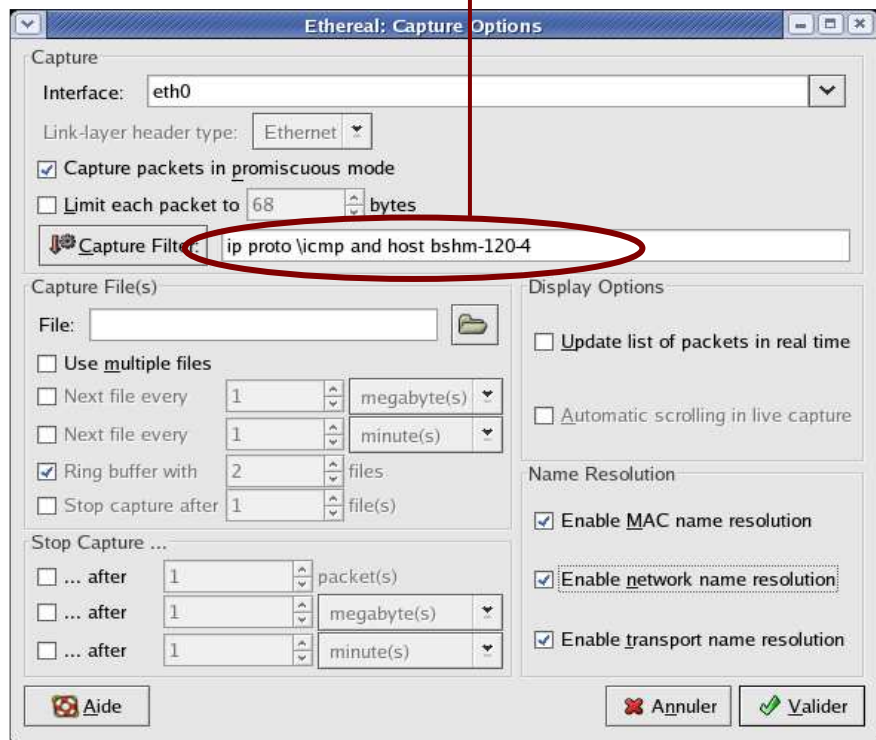 Ethereal: Capture Options
Capture
Interface: eth0
Link-layer header type: Ethernet
Capture packets in promiscuous mode
Limit each packet to 68 bytes
Capture Filter: ip proto \icmp and host bshm-120-4
Capture File(s)
File:
Use multiple files
Next file every 1 megabyte(s)
Next file every 1 minute(s)
Ring buffer with 2 files
Stop capture after 1 file(s)
Stop Capture ...
... after 1 packet(s)
... after 1 megabyte(s)
... after 1 minute(s)
Display Options
Update list of packets in real time
Automatic scrolling in live capture
Name Resolution
Enable MAC name resolution
Enable network name resolution
Enable transport name resolution
Aide
Annuler
Valider